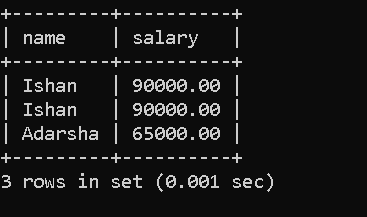 +---------+----------+
| name    | salary   |
+---------+----------+
| Ishan   | 90000.00 |
| Ishan   | 90000.00 |
| Adarsha | 65000.00 |
+---------+----------+
3 rows in set (0.001 sec)